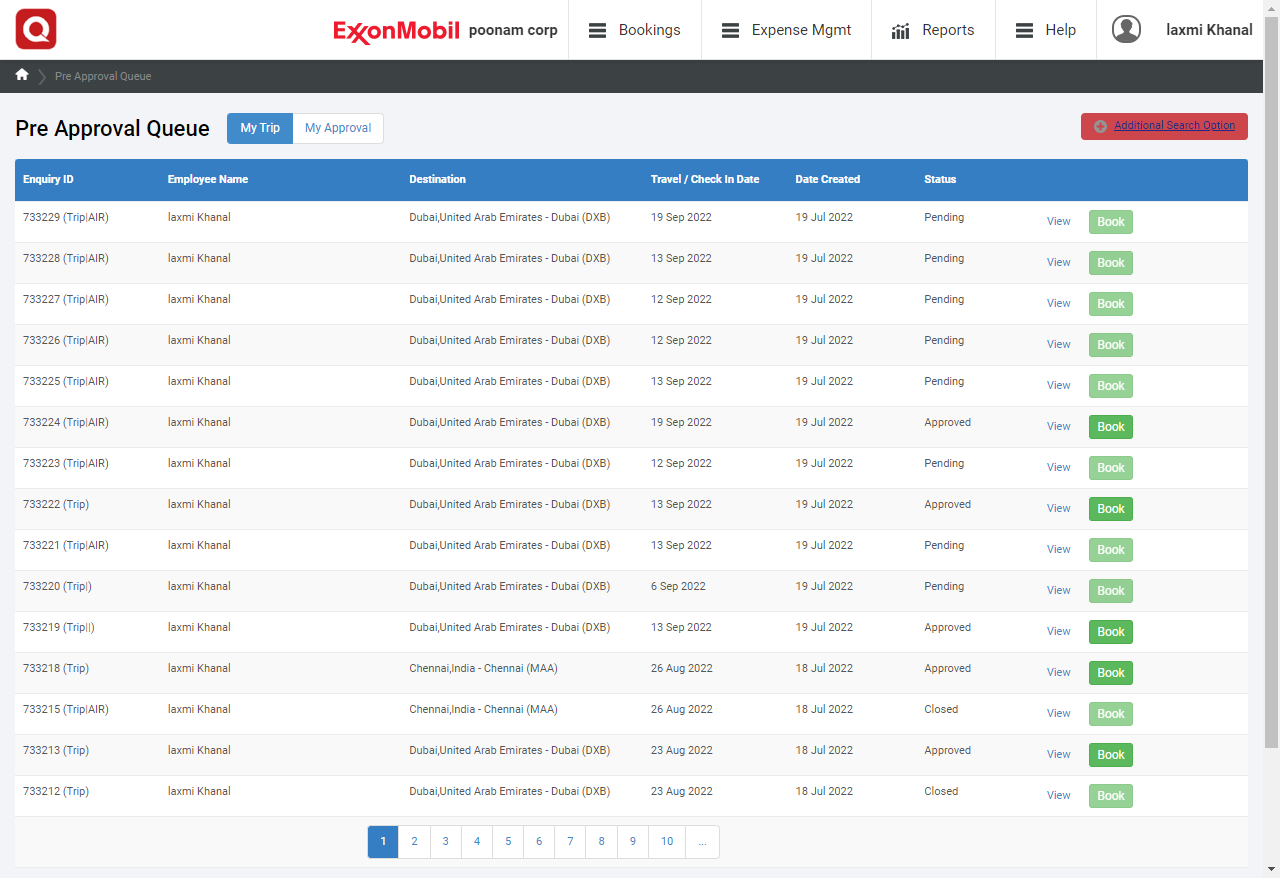 Q ExxonMobil poonam corp Bookings Expense Mgmt Reports Help laxmi Khanal
Pre Approval Queue
Pre Approval Queue My Trip My Approval Additional Search Option
Enquiry ID Employee Name Destination Travel / Check In Date Date Created Status
733229 (Trip|AIR) laxmi Khanal Dubai,United Arab Emirates - Dubai (DXB) 19 Sep 2022 19 Jul 2022 Pending View Book
733228 (Trip|AIR) laxmi Khanal Dubai,United Arab Emirates - Dubai (DXB) 13 Sep 2022 19 Jul 2022 Pending View Book
733227 (Trip|AIR) laxmi Khanal Dubai,United Arab Emirates - Dubai (DXB) 12 Sep 2022 19 Jul 2022 Pending View Book
733226 (Trip|AIR) laxmi Khanal Dubai,United Arab Emirates - Dubai (DXB) 12 Sep 2022 19 Jul 2022 Pending View Book
733225 (Trip|AIR) laxmi Khanal Dubai,United Arab Emirates - Dubai (DXB) 13 Sep 2022 19 Jul 2022 Pending View Book
733224 (Trip|AIR) laxmi Khanal Dubai,United Arab Emirates - Dubai (DXB) 19 Sep 2022 19 Jul 2022 Approved View Book
733223 (Trip|AIR) laxmi Khanal Dubai,United Arab Emirates - Dubai (DXB) 12 Sep 2022 19 Jul 2022 Pending View Book
733222 (Trip) laxmi Khanal Dubai,United Arab Emirates - Dubai (DXB) 13 Sep 2022 19 Jul 2022 Approved View Book
733221 (Trip|AIR) laxmi Khanal Dubai,United Arab Emirates - Dubai (DXB) 13 Sep 2022 19 Jul 2022 Pending View Book
733220 (Trip|) laxmi Khanal Dubai,United Arab Emirates - Dubai (DXB) 6 Sep 2022 19 Jul 2022 Pending View Book
733219 (Trip||) laxmi Khanal Dubai,United Arab Emirates - Dubai (DXB) 13 Sep 2022 19 Jul 2022 Approved View Book
733218 (Trip) laxmi Khanal Chennai,India - Chennai (MAA) 26 Aug 2022 18 Jul 2022 Approved View Book
733215 (Trip|AIR) laxmi Khanal Chennai,India - Chennai (MAA) 26 Aug 2022 18 Jul 2022 Closed View Book
733213 (Trip) laxmi Khanal Dubai,United Arab Emirates - Dubai (DXB) 23 Aug 2022 18 Jul 2022 Approved View Book
733212 (Trip) laxmi Khanal Dubai,United Arab Emirates - Dubai (DXB) 23 Aug 2022 18 Jul 2022 Closed View Book
1 2 3 4 5 6 7 8 9 10 ...